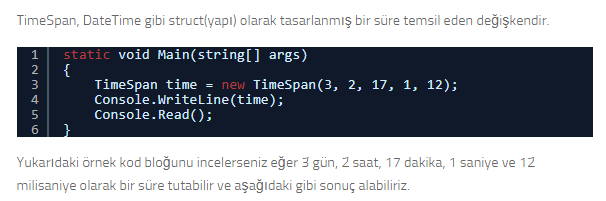 TimeSpan, DateTime gibi struct(yapı) olarak tasarlanmış bir süre temsil eden değişkendir.
1 static void Main(string[] args)
2 {
3 TimeSpan time = new TimeSpan(3, 2, 17, 1, 12);
4 Console.WriteLine(time);
5 Console.Read();
6 }
Yukarıdaki örnek kod bloğunu incelerseniz eğer 3 gün, 2 saat, 17 dakika, 1 saniye ve 12
milisaniye olarak bir süre tutabilir ve aşağıdaki gibi sonuç alabiliriz.